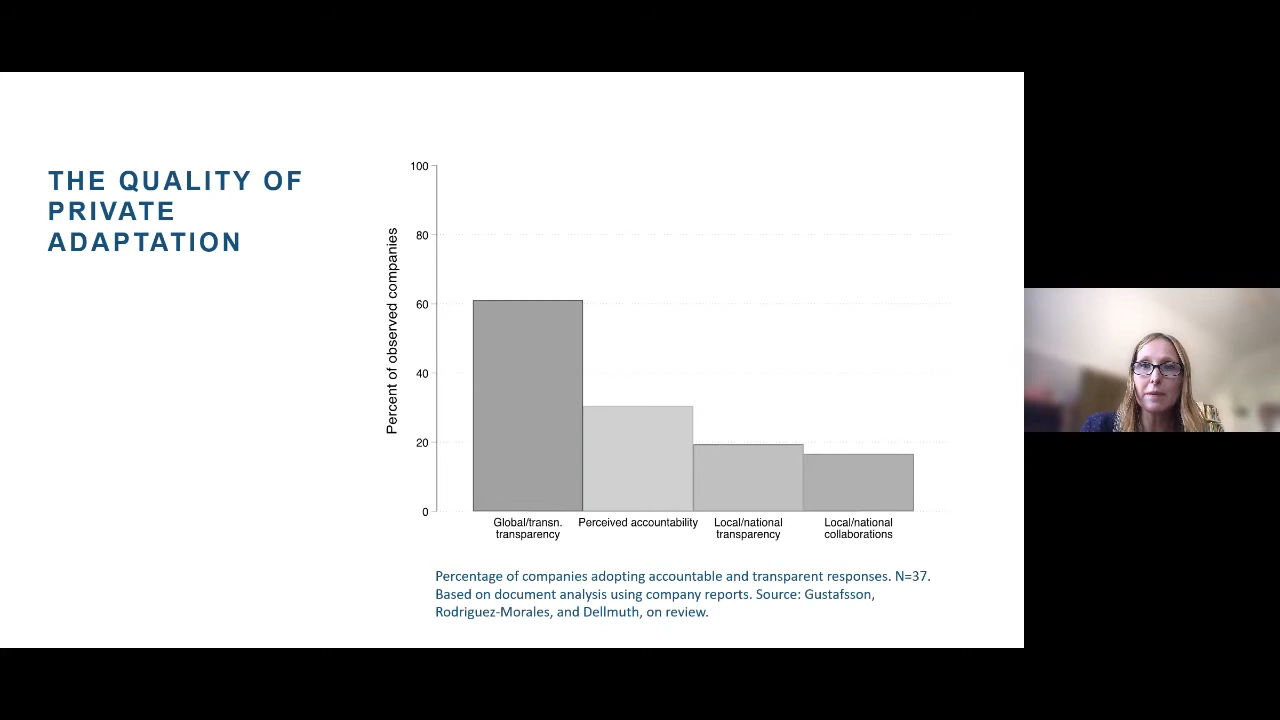 THE QUALITY OF
PRIVATE
ADAPTATION
Percent of observed companies
100
80
60
40
20
0
Global/transn.
transparency
Perceived accountability
Local/national
transparency
Local/national
collaborations
Percentage of companies adopting accountable and transparent responses. N=37.
Based on document analysis using company reports. Source: Gustafsson,
Rodriguez-Morales, and Dellmuth, on review.